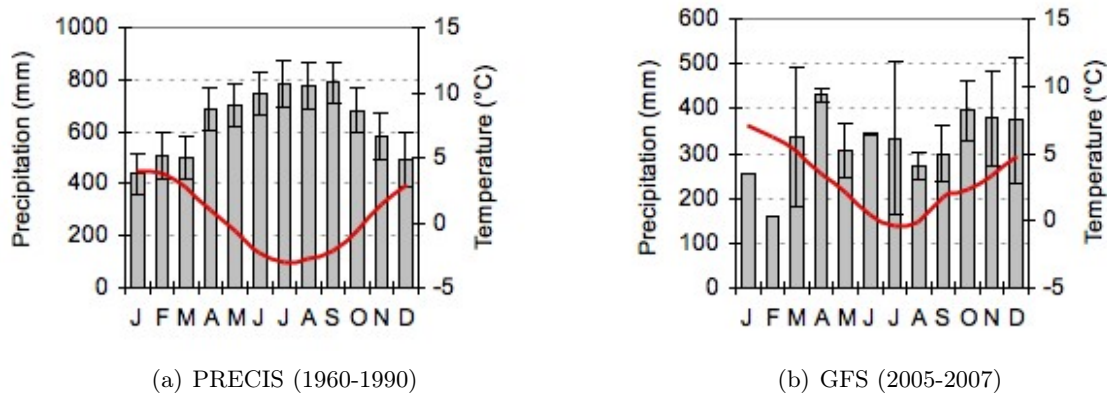 1000
800
600
400
200
0
Precipitation (mm)
15
10
5
0
-5
Temperature (°C)
J F M A M J J A S O N D
(a) PRECIS (1960-1990)
600
500
400
300
200
100
0
Precipitation (mm)
15
10
5
0
-5
Temperature (°C)
J F M A M J J A S O N D
(b) GFS (2005-2007)